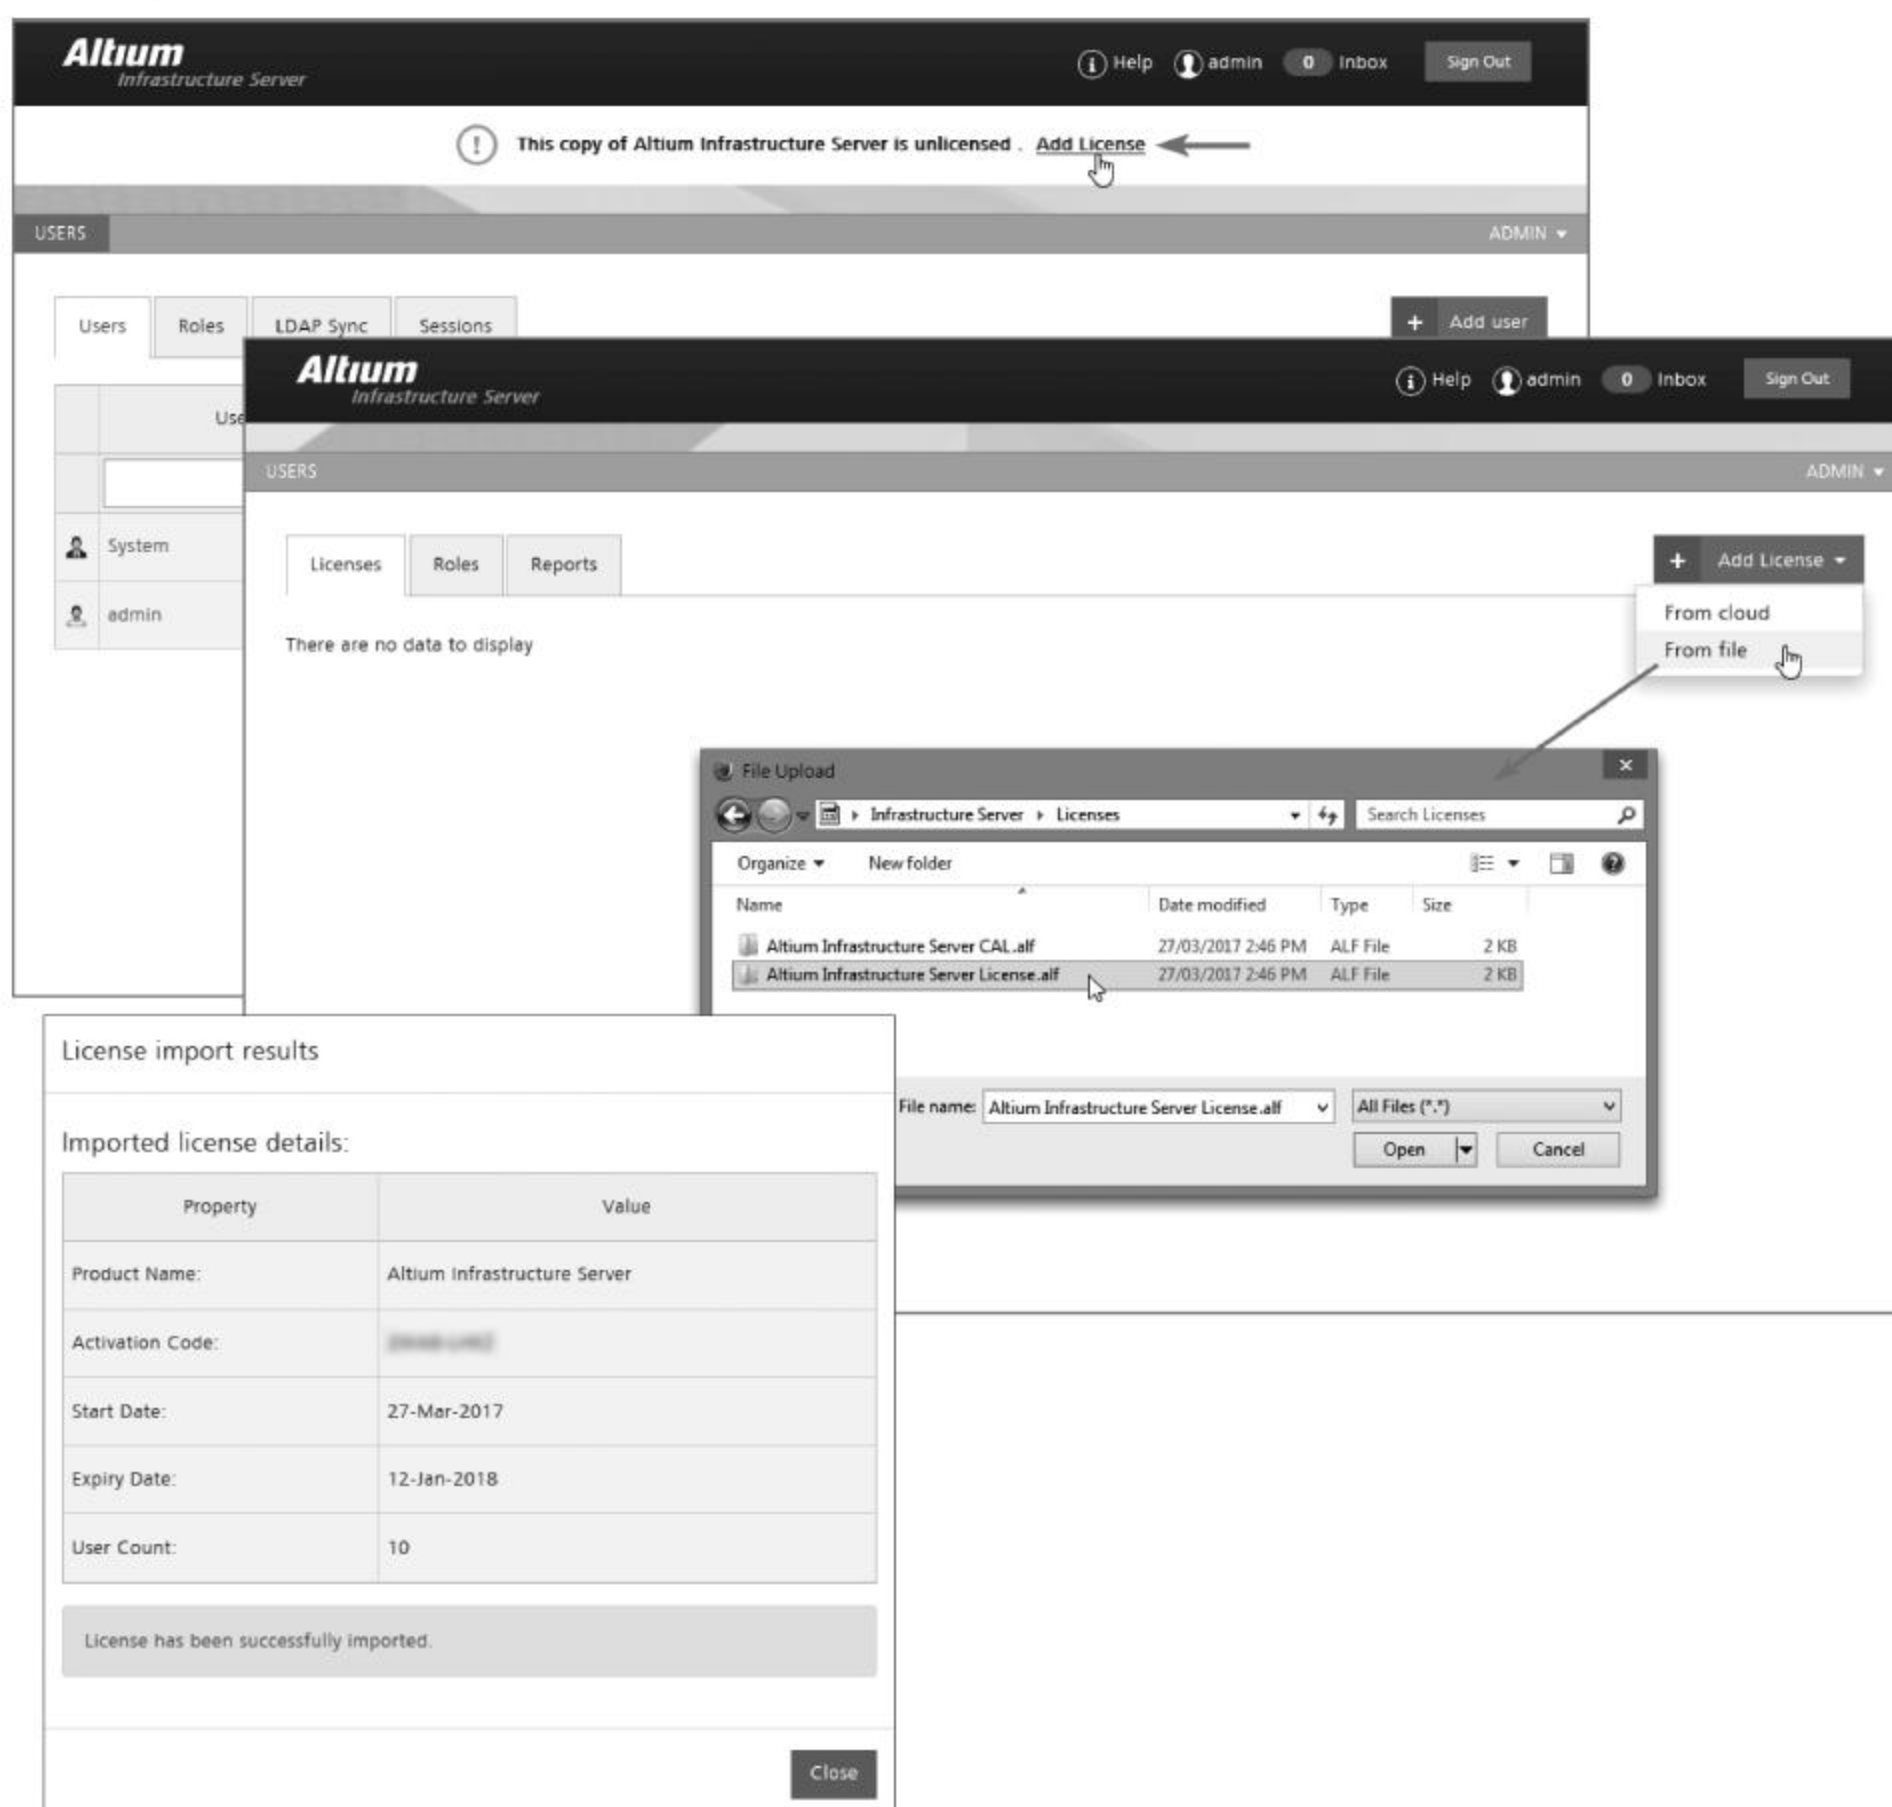 Altium
Infrastructure Server
Help admin 0 Inbox Sign Out
This copy of Altium Infrastructure Server is unlicensed . Add License
USERS ADMIN
Users Roles LDAP Sync Sessions + Add user
Use
System
admin
Altium
Infrastructure Server
Help admin 0 Inbox Sign Out
USERS ADMIN
Licenses Roles Reports + Add License
From cloud
From file
There are no data to display
File Upload
Infrastructure Server Licenses Search Licenses
Organize New folder
Name Date modified Type Size
Altium Infrastructure Server CAL.alf 27/03/2017 2:46 PM ALF File 2 KB
Altium Infrastructure Server License.alf 27/03/2017 2:46 PM ALF File 2 KB
File name: Altium Infrastructure Server License.alf All Files (*.*)
Open Cancel
License import results
Imported license details:
Property Value
Product Name: Altium Infrastructure Server
Activation Code:
Start Date: 27-Mar-2017
Expiry Date: 12-Jan-2018
User Count: 10
License has been successfully imported.
Close